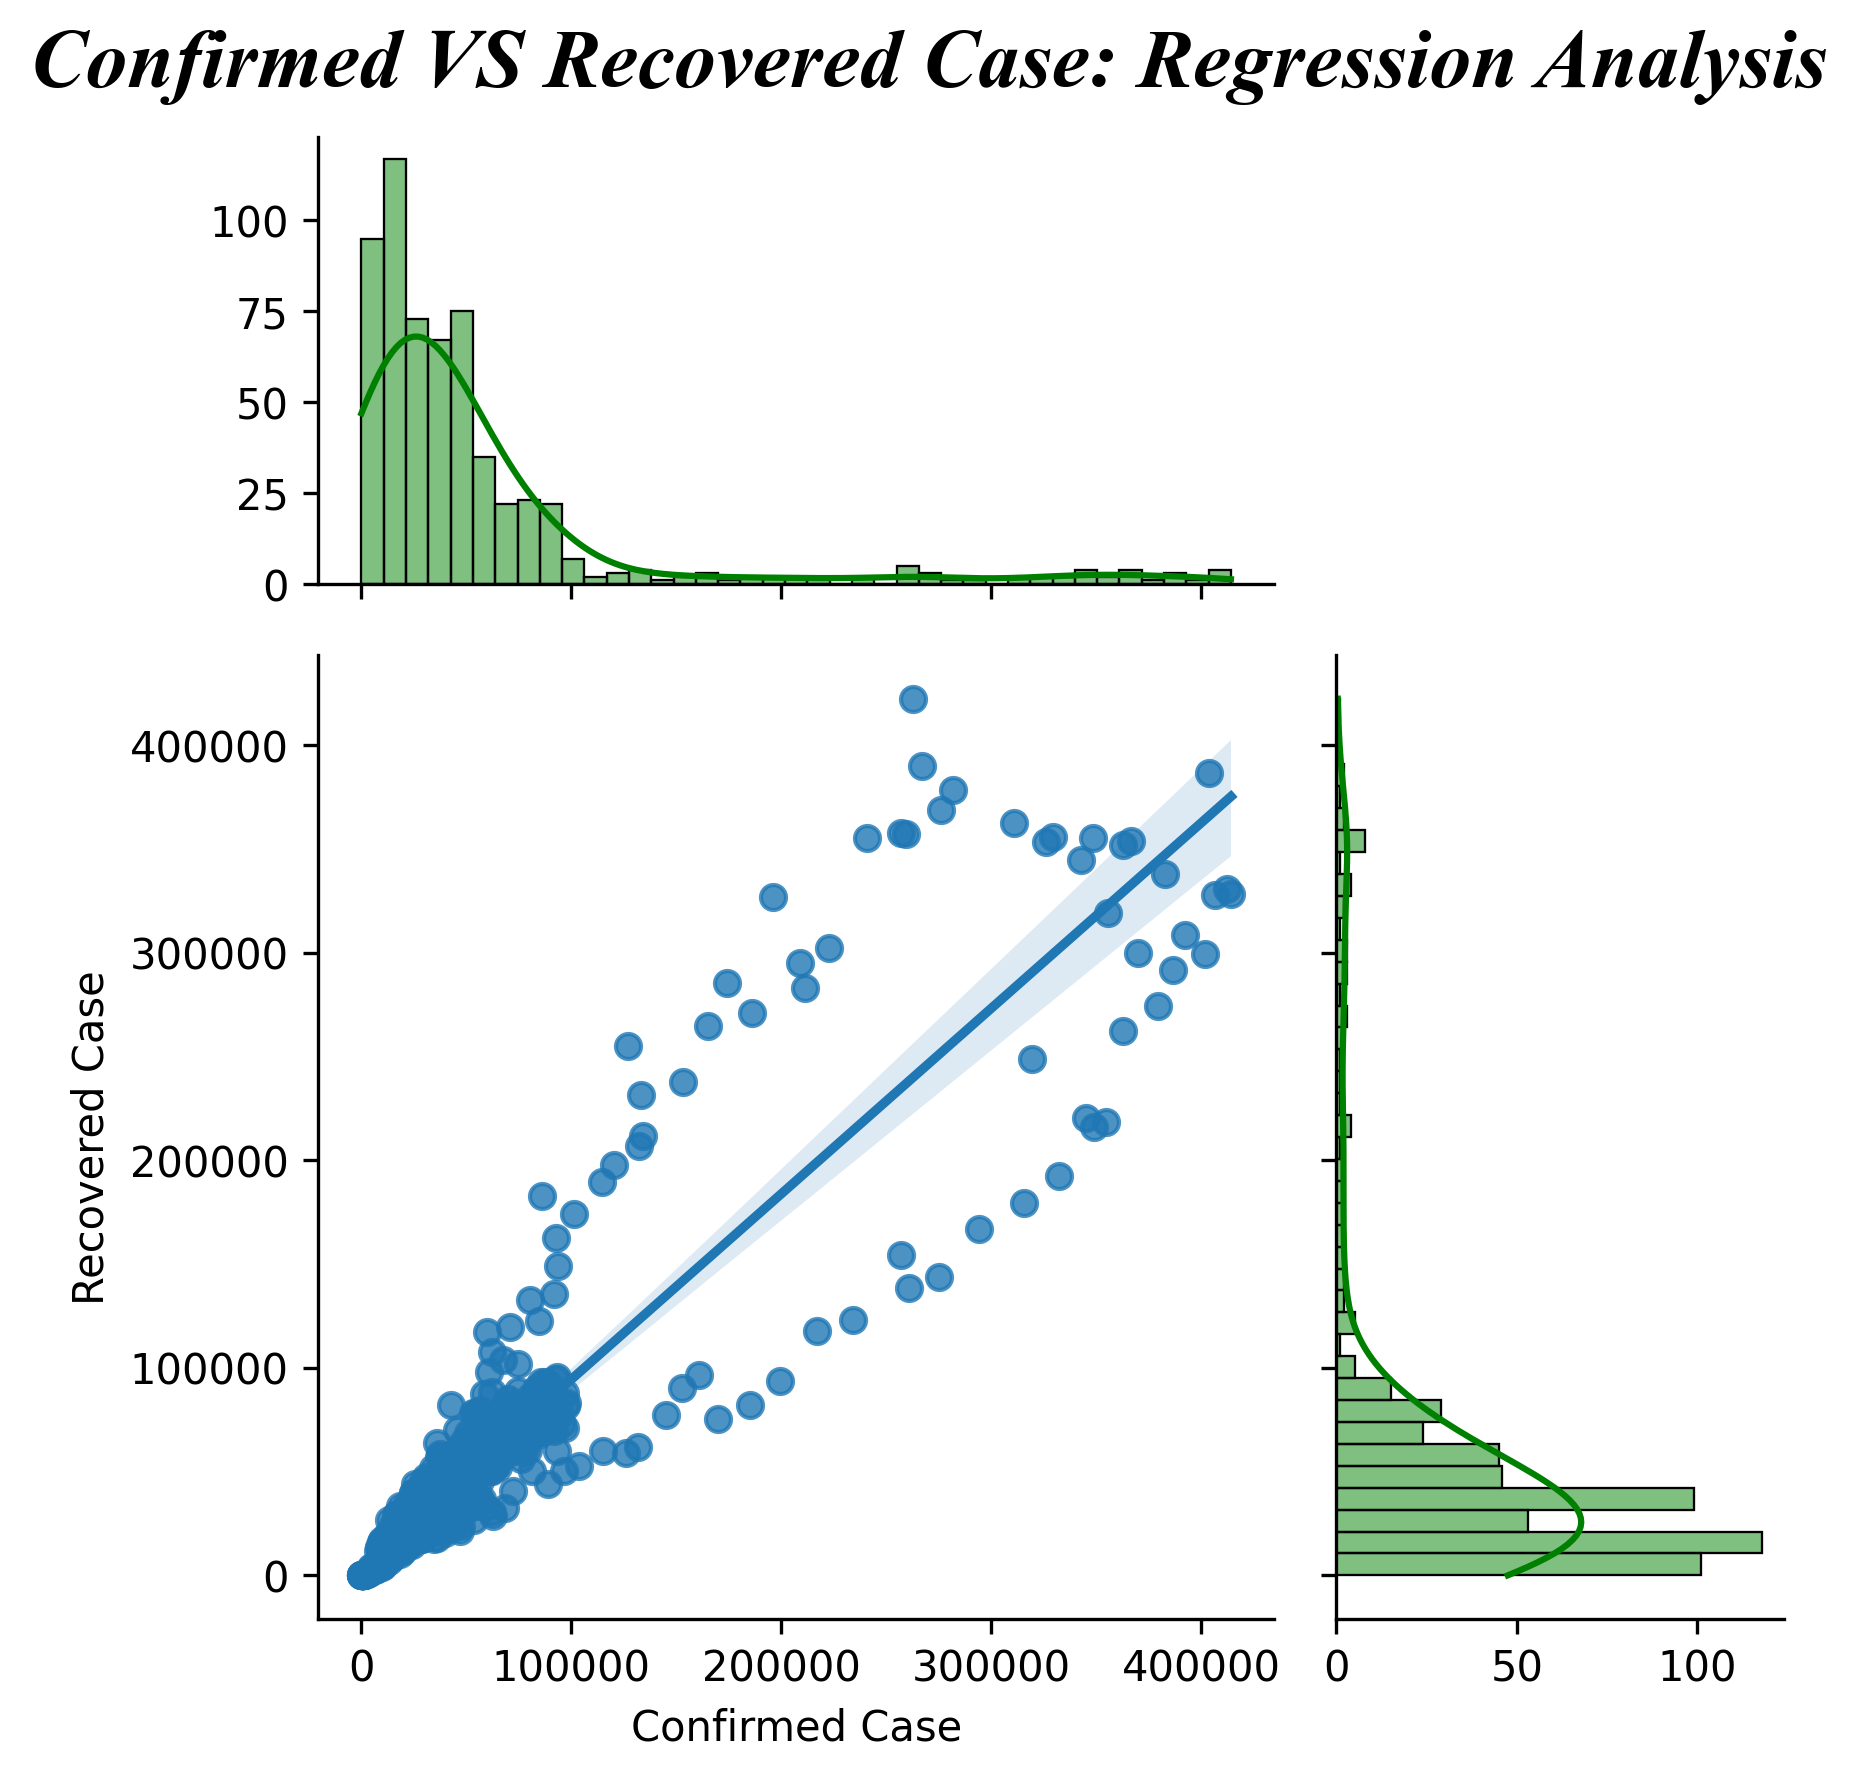 Confirmed VS Recovered Case: Regression Analysis
100
75
50
25
0
400000
300000
200000
100000
0
Recovered Case
0 100000 200000 300000 400000 0 50 100
Confirmed Case